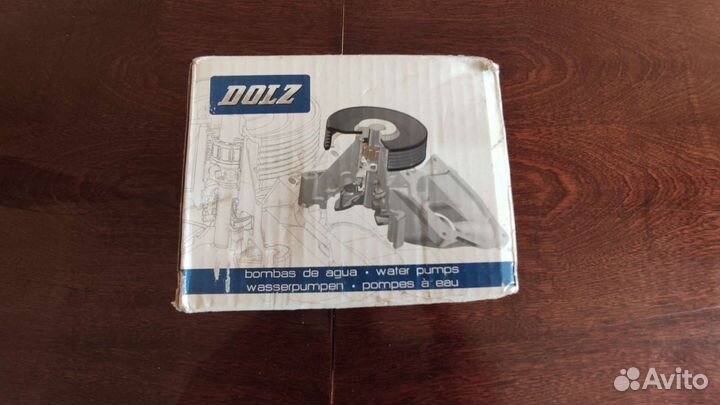 DOLZ
bombas de agua · water pumps
wasserpumpen · pompes à eau
Avito